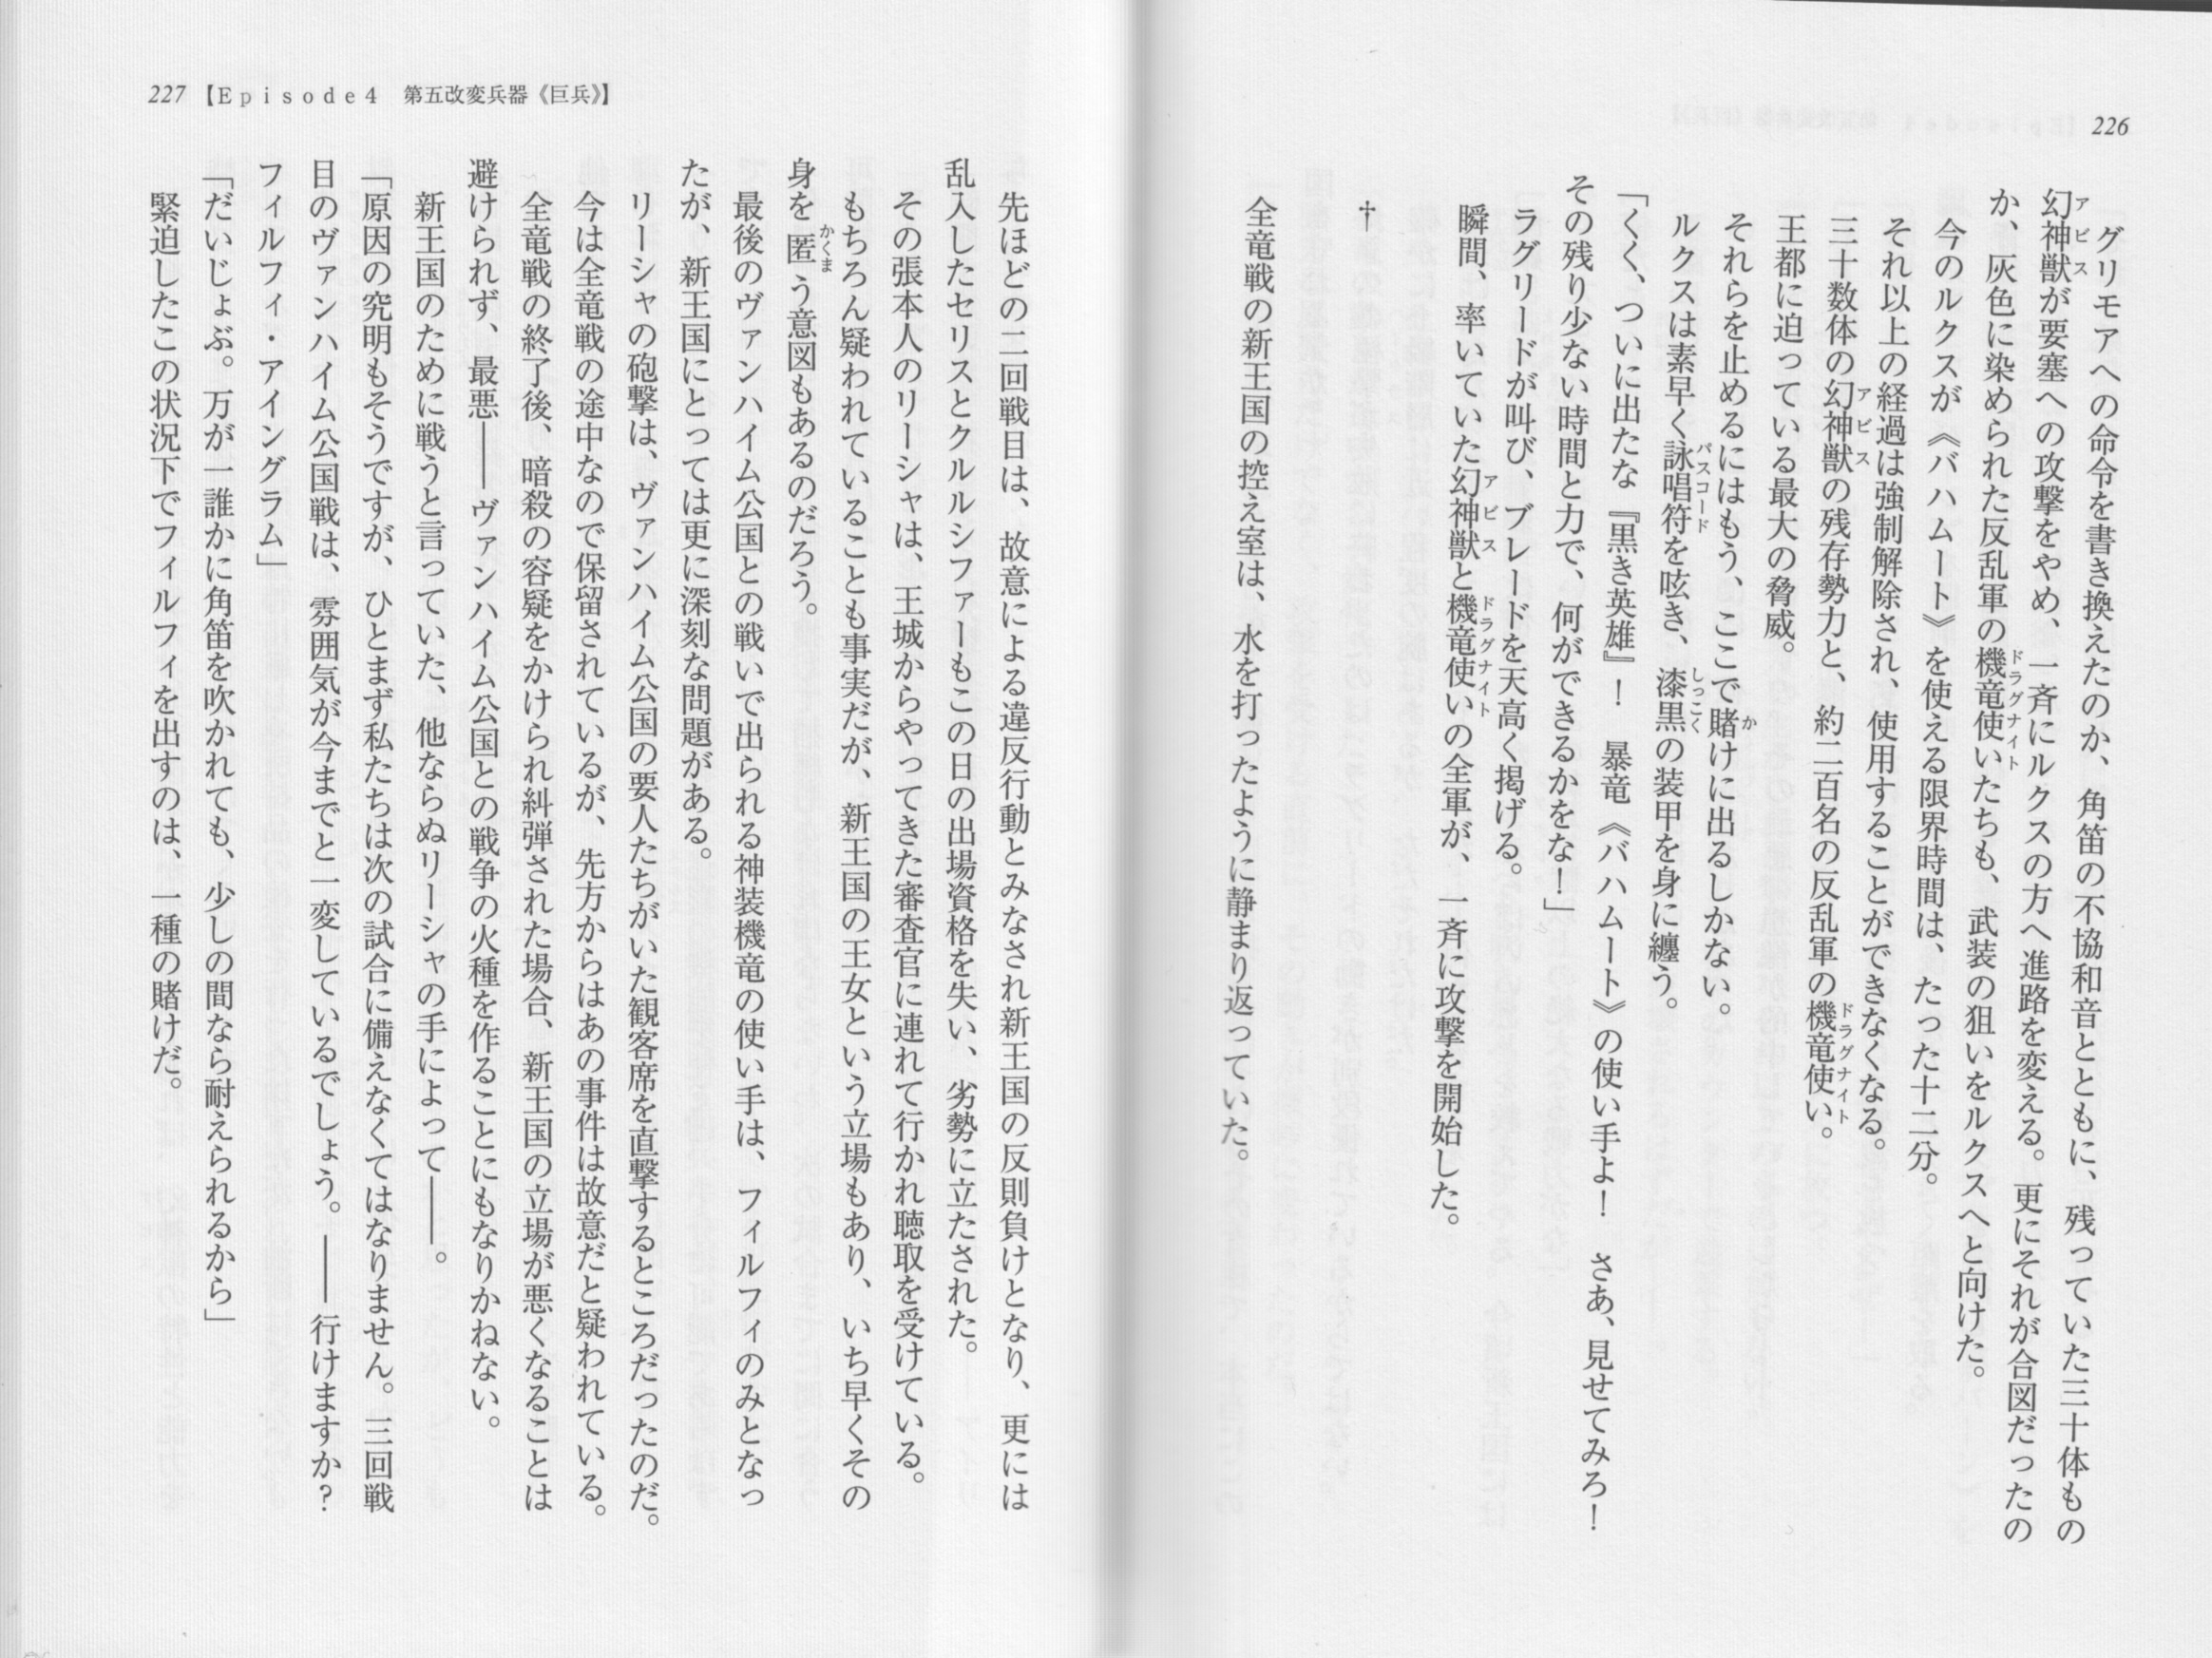 226
グリモアへの命令を書き換えたのか、角笛の不協和音とともに、残っていた三十体もの
幻神獣が要塞への攻撃をやめ、一斉にルクスの方へ進路を変える。更にそれが合図だったの
か、灰色に染められた反乱軍の機竜使いたちも、武装の狙いをルクスへと向けた。
今のルクスが《バハムート》を使える限界時間は、たった十二分。
それ以上の経過は強制解除され、使用することができなくなる。
三十数体の幻神獣の残存勢力と、約二百名の反乱軍の機竜使い。
王都に迫っている最大の脅威。
それらを止めるにはもう、ここで賭けに出るしかない。
ルクスは素早く詠唱符を呟き、漆黒の装甲を身に纏う。
「くく、ついに出たな『黒き英雄』！　暴竜《バハムート》の使い手よ！　さあ、見せてみろ！
その残り少ない時間と力で、何ができるかをな！」
ラグリードが叫び、ブレードを天高く掲げる。
瞬間、率いていた幻神獣と機竜使いの全軍が、一斉に攻撃を開始した。
†
全竜戦の新王国の控え室は、水を打ったように静まり返っていた。
227【Episode4　第五改変兵器《巨兵》】
先ほどの二回戦目は、故意による違反行動とみなされ新王国の反則負けとなり、更には
乱入したセリスとクルルシファーもこの日の出場資格を失い、劣勢に立たされた。
その張本人のリーシャは、王城からやってきた審査官に連れて行かれ聴取を受けている。
もちろん疑われていることも事実だが、新王国の王女という立場もあり、いち早くその
身を匿う意図もあるのだろう。
最後のヴァンハイム公国との戦いで出られる神装機竜の使い手は、フィルフィのみとなっ
たが、新王国にとっては更に深刻な問題がある。
リーシャの砲撃は、ヴァンハイム公国の要人たちがいた観客席を直撃するところだったのだ。
今は全竜戦の途中なので保留されているが、先方からはあの事件は故意だと疑われている。
全竜戦の終了後、暗殺の容疑をかけられ糾弾された場合、新王国の立場が悪くなることは
避けられず、最悪――ヴァンハイム公国との戦争の火種を作ることにもなりかねない。
新王国のために戦うと言っていた、他ならぬリーシャの手によって――。
「原因の究明もそうですが、ひとまず私たちは次の試合に備えなくてはなりません。三回戦
目のヴァンハイム公国戦は、雰囲気が今までと一変しているでしょう。――行けますか？
フィルフィ・アイングラム」
「だいじょぶ。万が一誰かに角笛を吹かれても、少しの間なら耐えられるから」
緊迫したこの状況下でフィルフィを出すのは、一種の賭けだ。